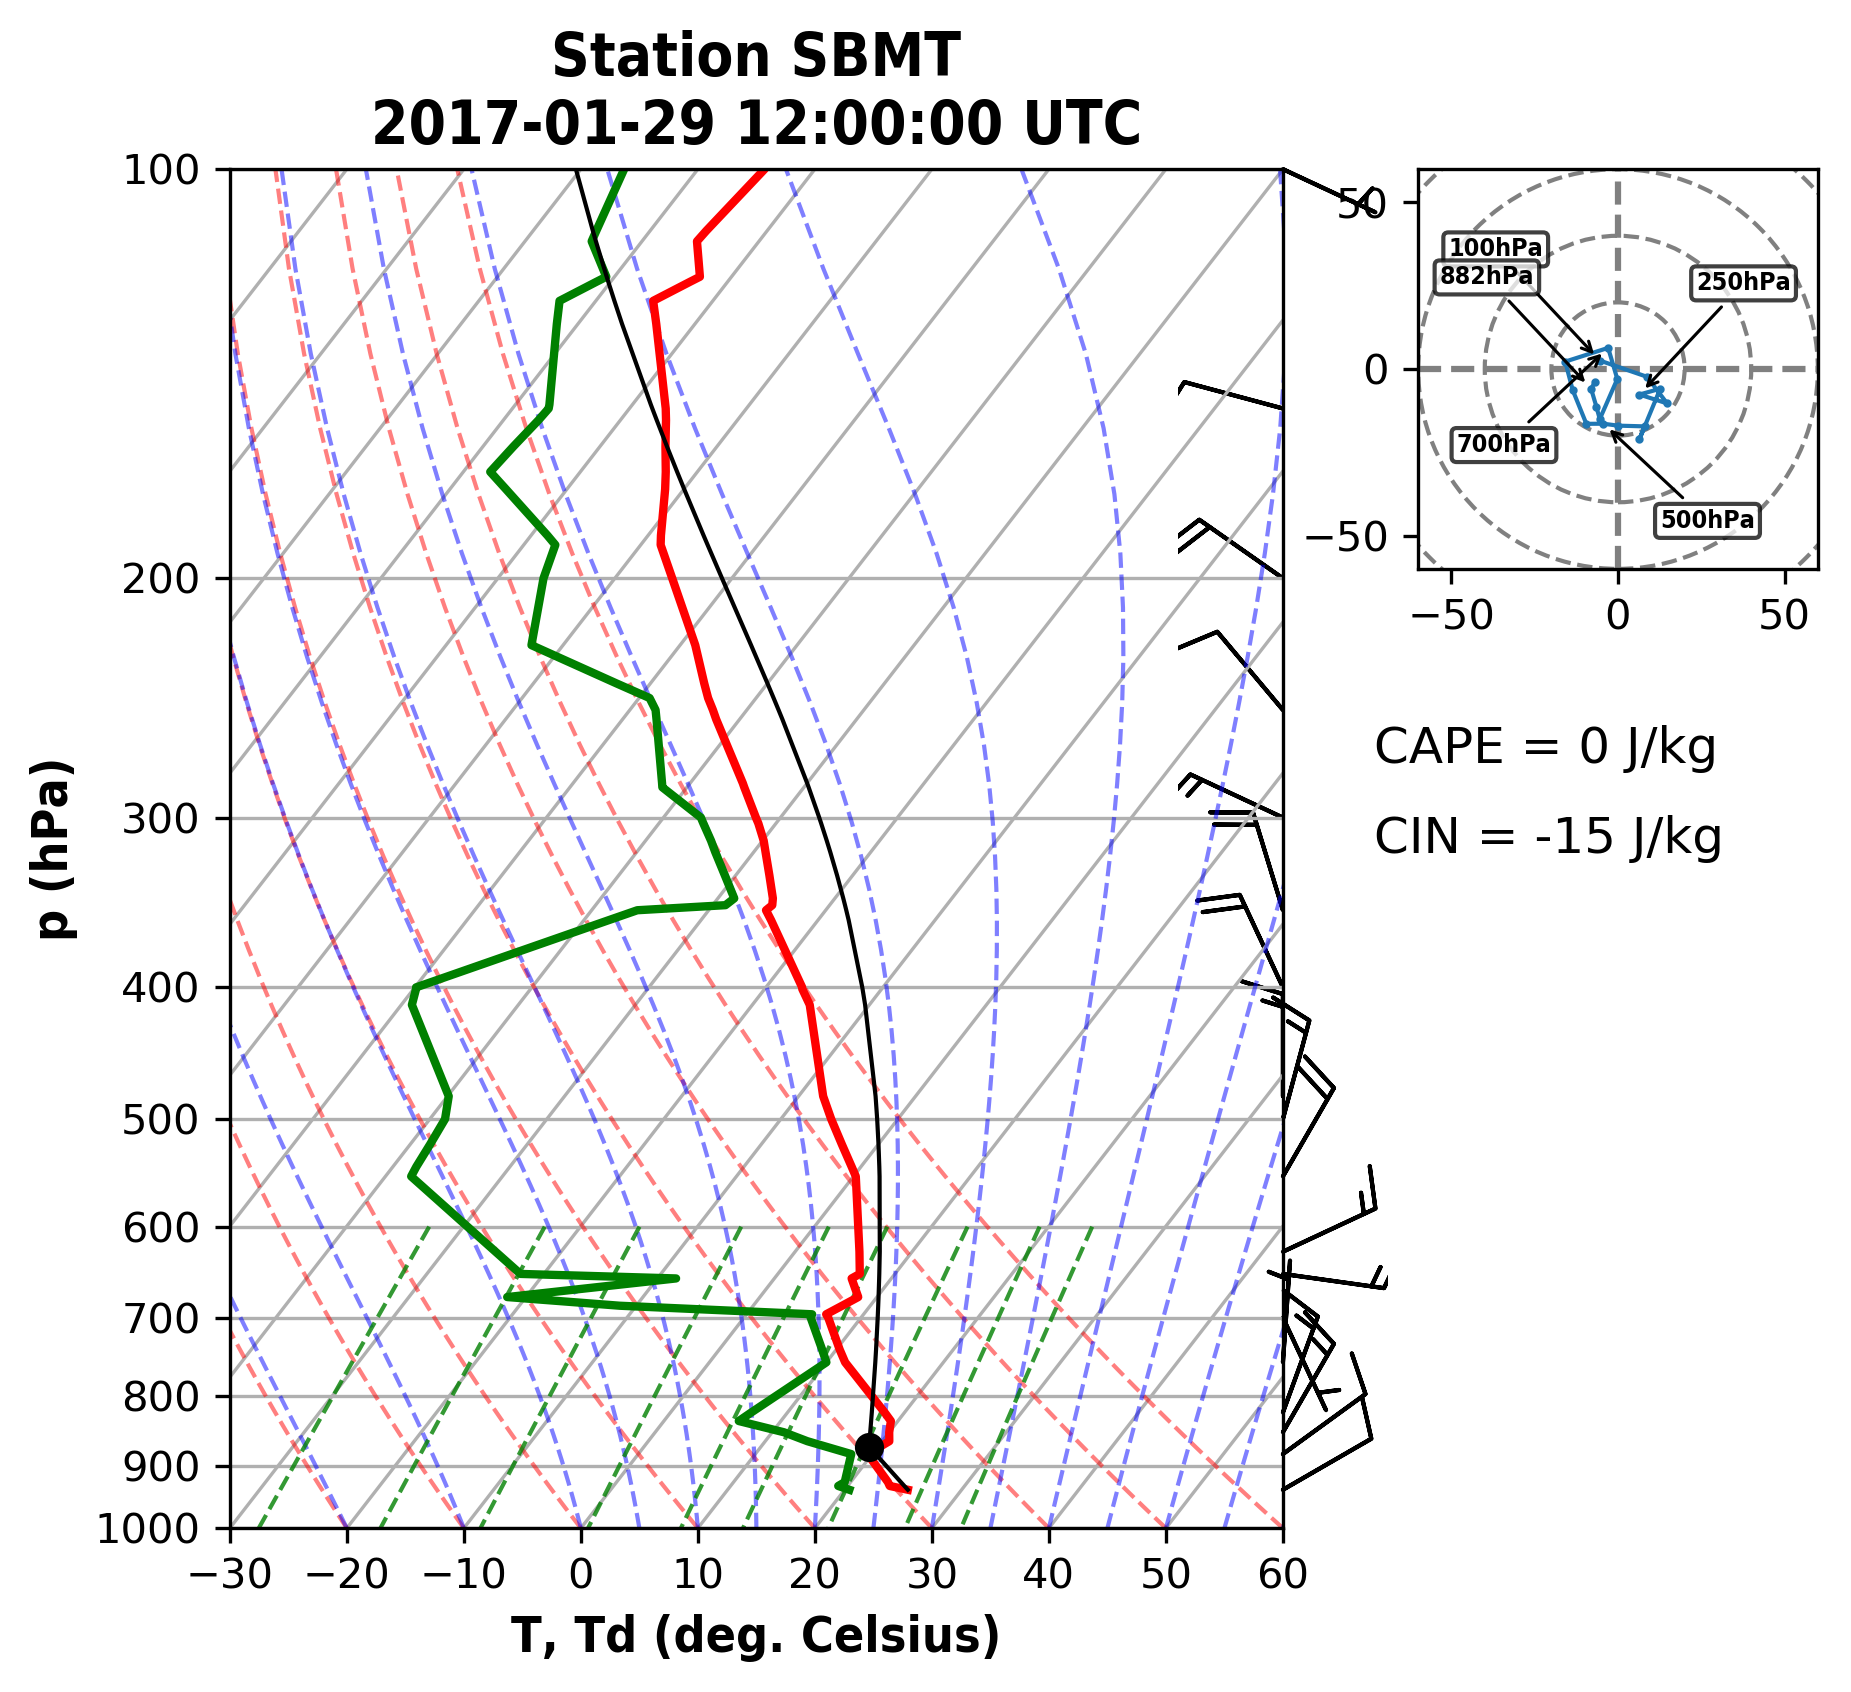 Station SBMT
2017-01-29 12:00:00 UTC
100
200
300
400
500
600
700
800
900
1000
p (hPa)
−30 −20 −10 0 10 20 30 40 50 60
T, Td (deg. Celsius)
50
0
−50
−50 0 50
100hPa
882hPa
250hPa
700hPa
500hPa
CAPE = 0 J/kg
CIN = -15 J/kg